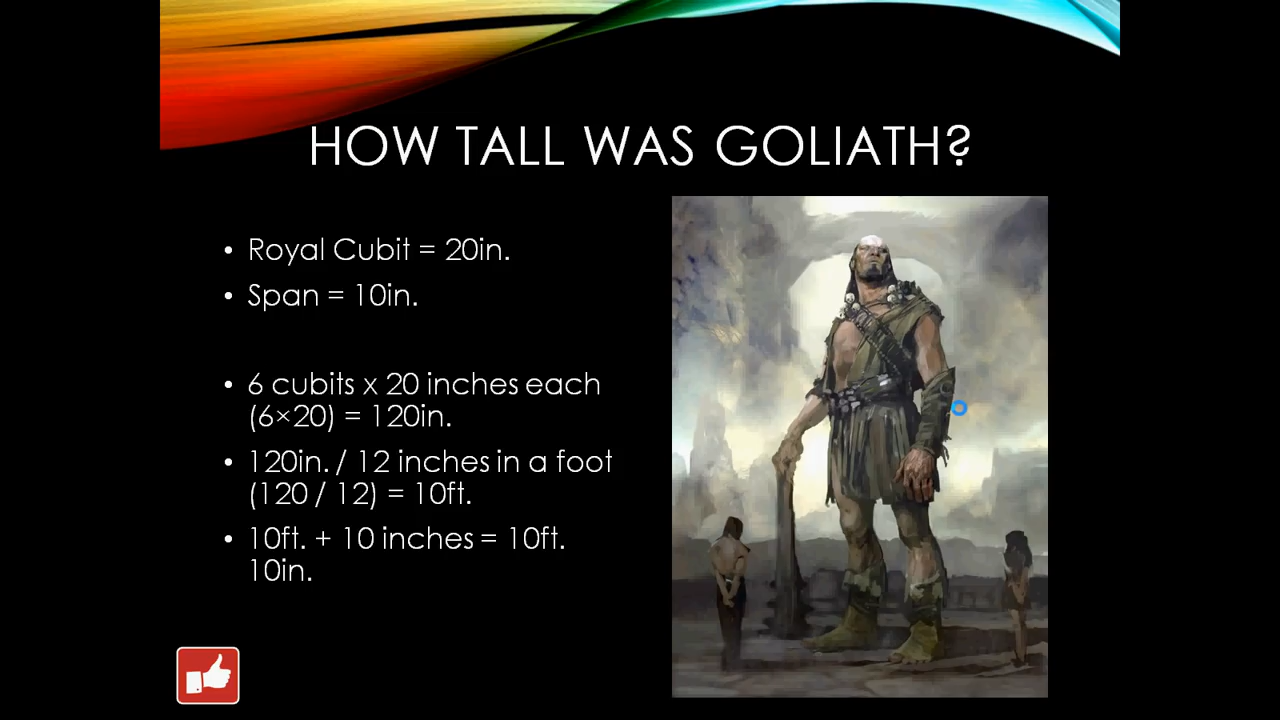 HOW TALL WAS GOLIATH?
• Royal Cubit = 20in.
• Span = 10in.
• 6 cubits x 20 inches each
(6×20) = 120in.
• 120in. / 12 inches in a foot
(120 / 12) = 10ft.
• 10ft. + 10 inches = 10ft.
10in.